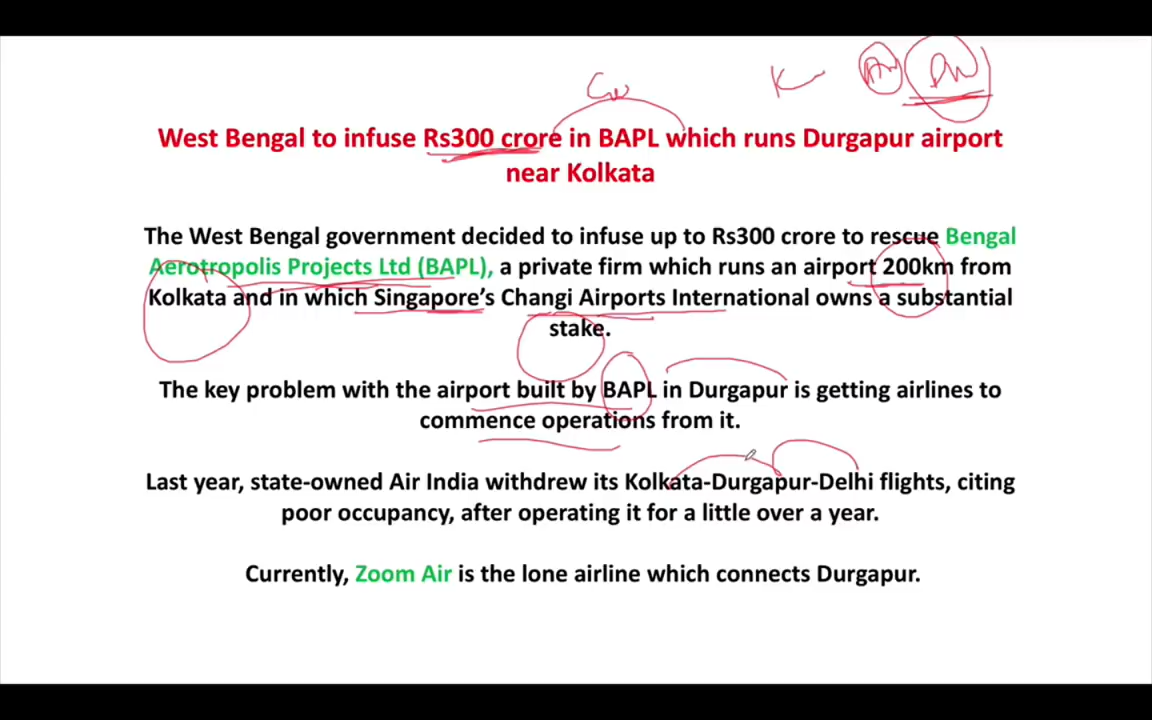 West Bengal to infuse Rs300 crore in BAPL which runs Durgapur airport
near Kolkata
The West Bengal government decided to infuse up to Rs300 crore to rescue Bengal
Aerotropolis Projects Ltd (BAPL), a private firm which runs an airport 200km from
Kolkata and in which Singapore's Changi Airports International owns a substantial
stake.
The key problem with the airport built by BAPL in Durgapur is getting airlines to
commence operations from it.
Last year, state-owned Air India withdrew its Kolkata-Durgapur-Delhi flights, citing
poor occupancy, after operating it for a little over a year.
Currently, Zoom Air is the lone airline which connects Durgapur.